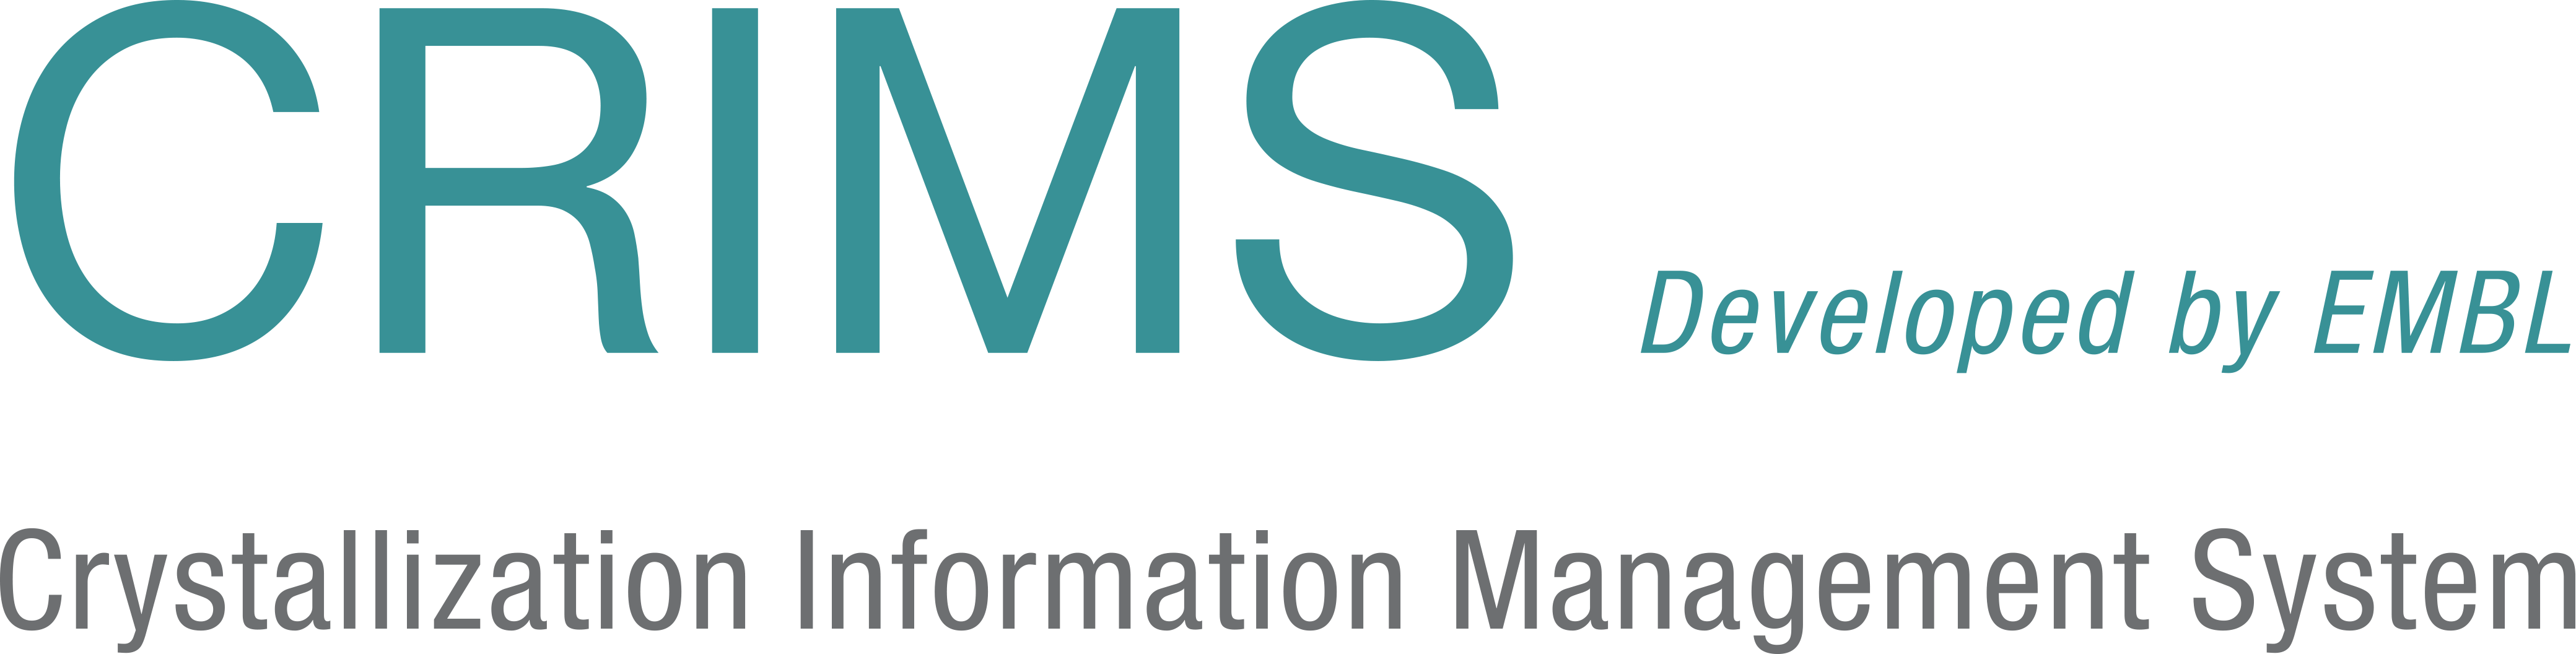 CRIMS Developed by EMBL
Crystallization Information Management System